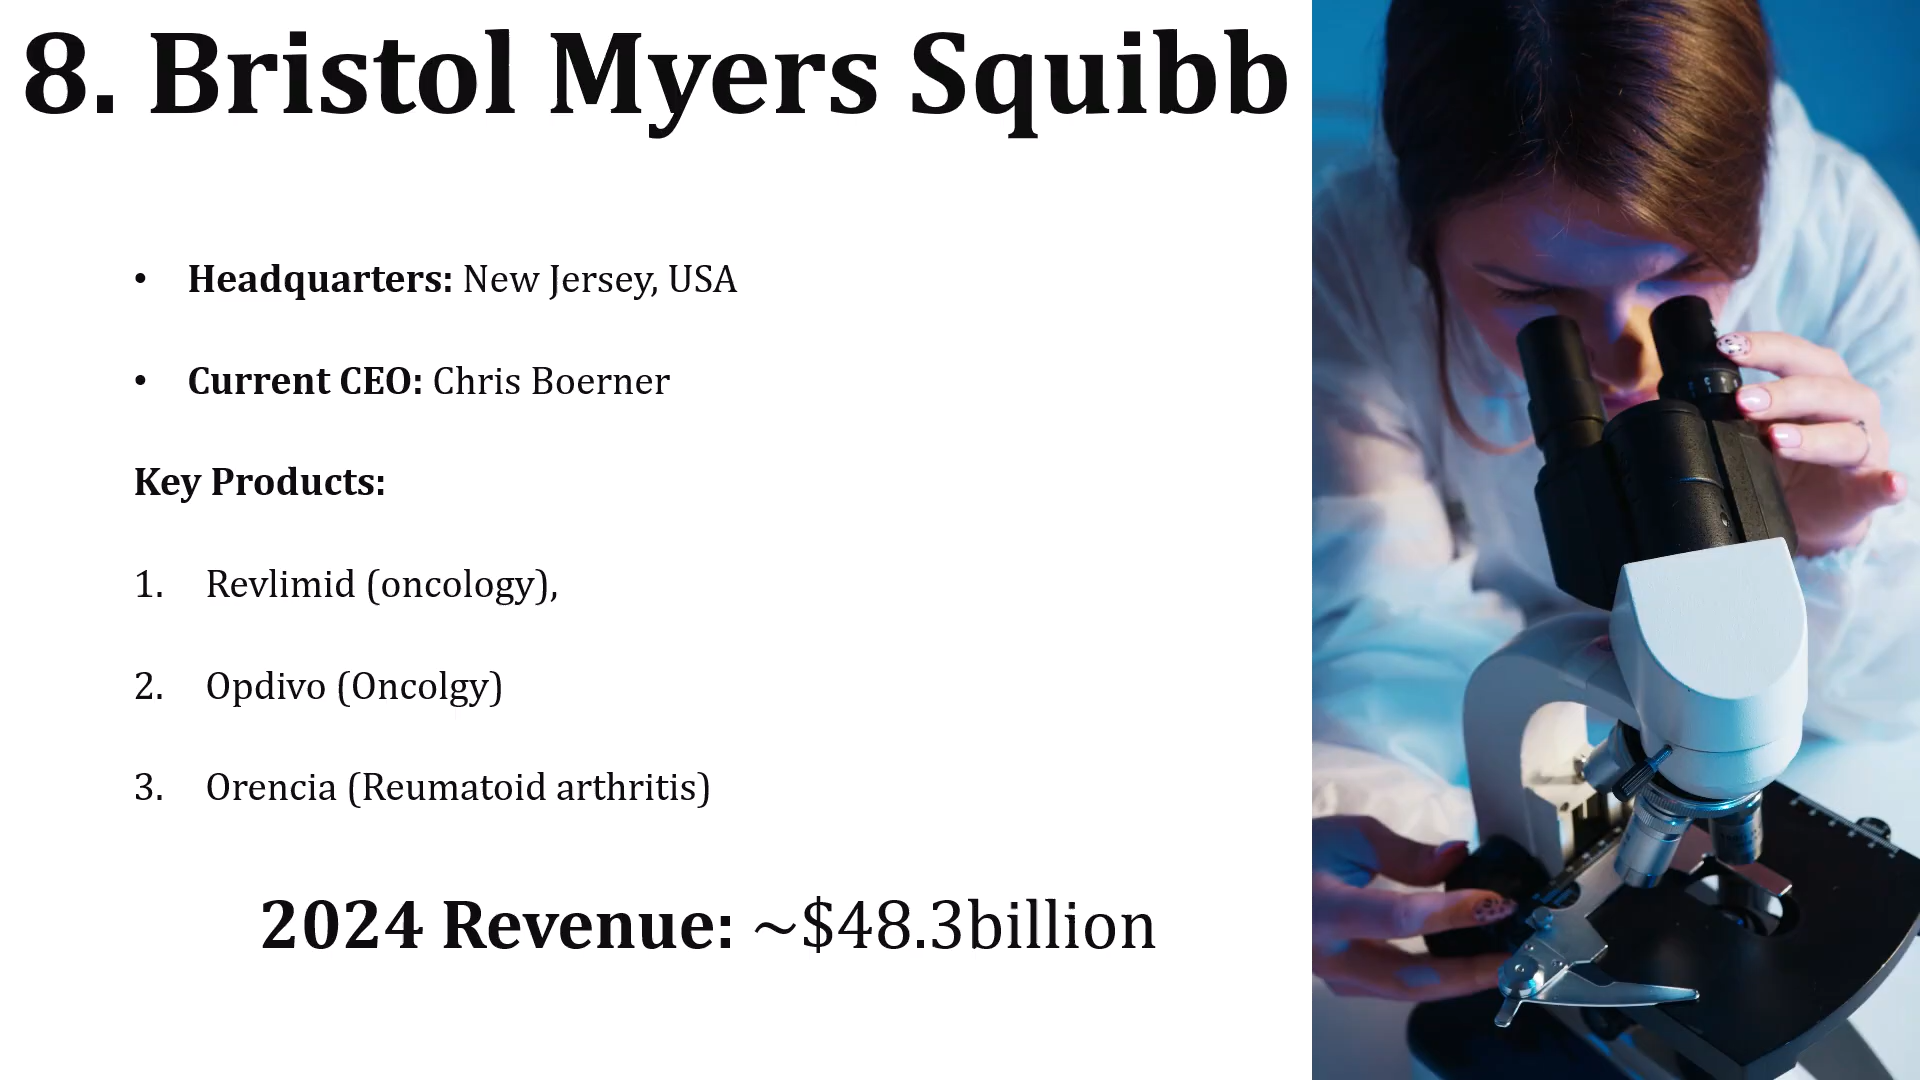 8. Bristol Myers Squibb
• Headquarters: New Jersey, USA
• Current CEO: Chris Boerner
Key Products:
1. Revlimid (oncology),
2. Opdivo (Oncolgy)
3. Orencia (Reumatoid arthritis)
2024 Revenue: ~$48.3billion